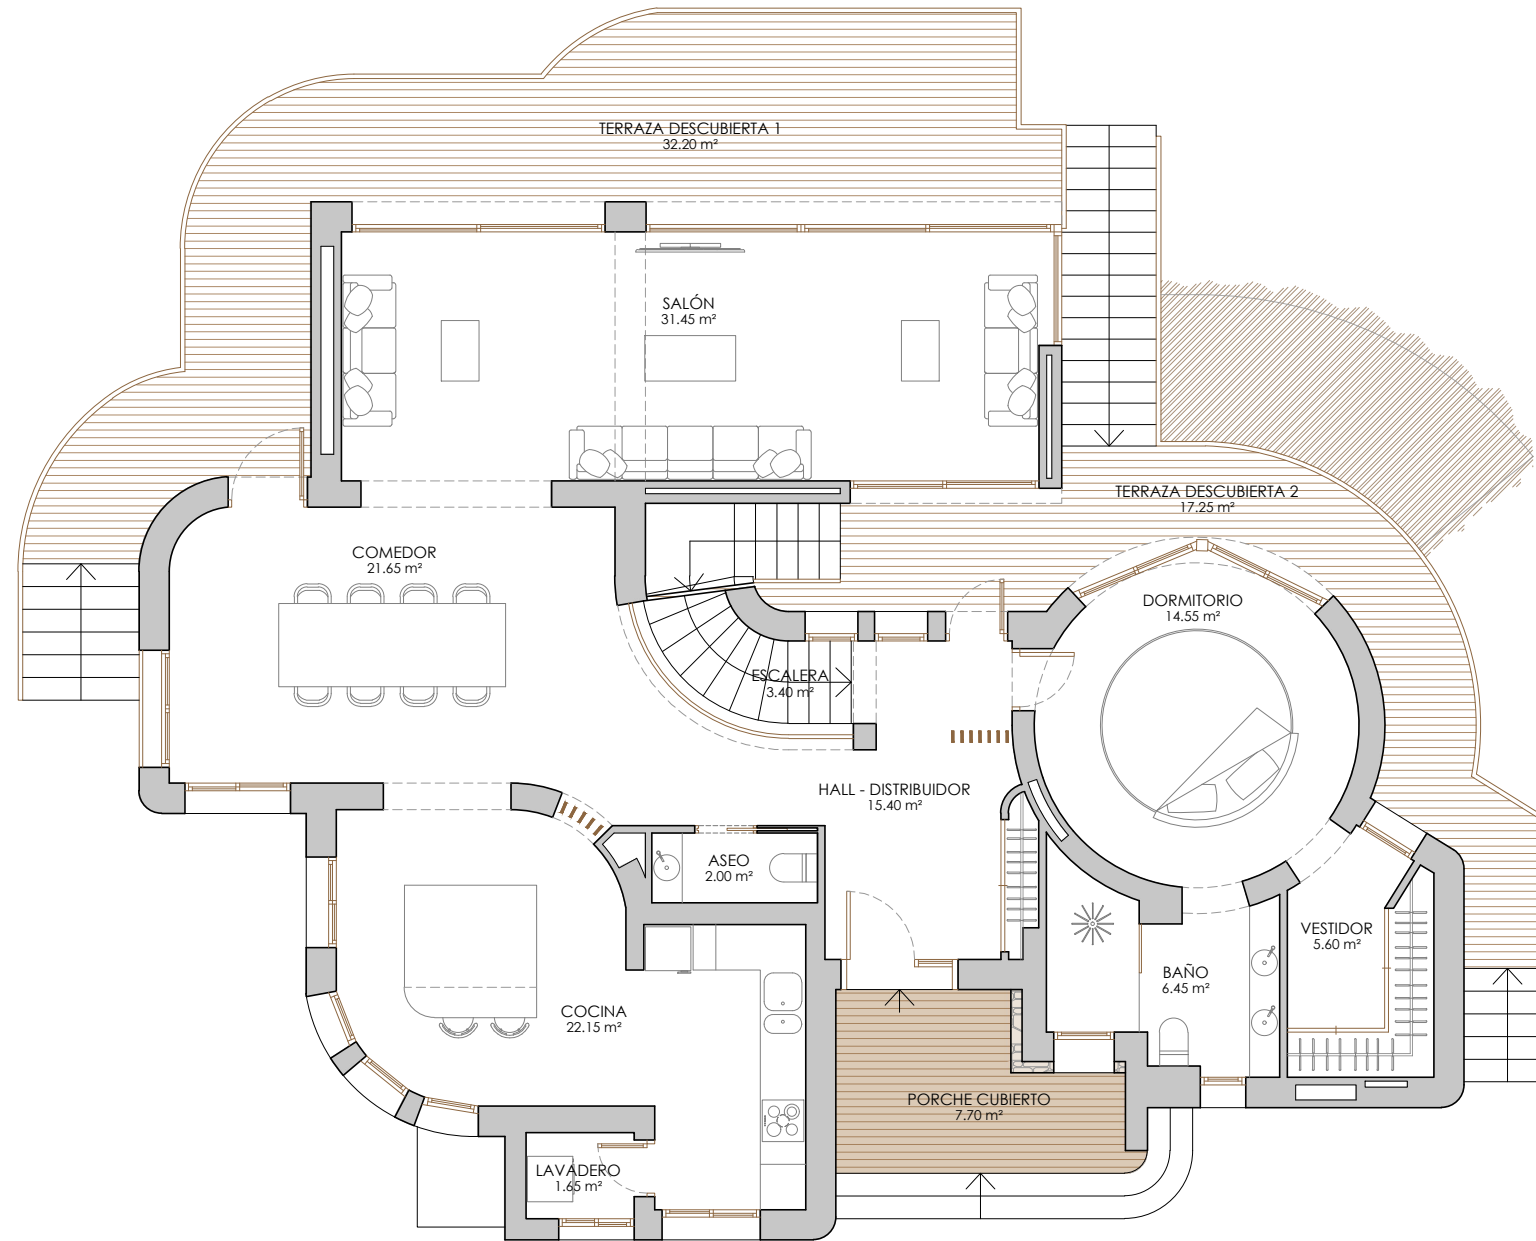 TERRAZA DESCUBIERTA 1
32.20 m²
SALÓN
31.45 m²
TERRAZA DESCUBIERTA 2
17.25 m²
COMEDOR
21.65 m²
DORMITORIO
14.55 m²
ESCALERA
3.40 m²
HALL - DISTRIBUIDOR
15.40 m²
ASEO
2.00 m²
VESTIDOR
5.60 m²
BAÑO
6.45 m²
COCINA
22.15 m²
PORCHE CUBIERTO
7.70 m²
LAVADERO
1.65 m²